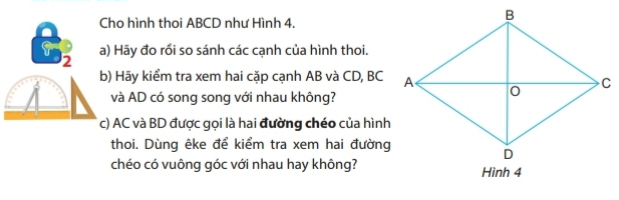 Cho hình thoi ABCD như Hình 4.
2
a) Hãy đo rồi so sánh các cạnh của hình thoi.
b) Hãy kiểm tra xem hai cặp cạnh AB và CD, BC
và AD có song song với nhau không?
c) AC và BD được gọi là hai đường chéo của hình
thoi. Dùng êke để kiểm tra xem hai đường
chéo có vuông góc với nhau hay không?
B
A
O
C
D
Hình 4